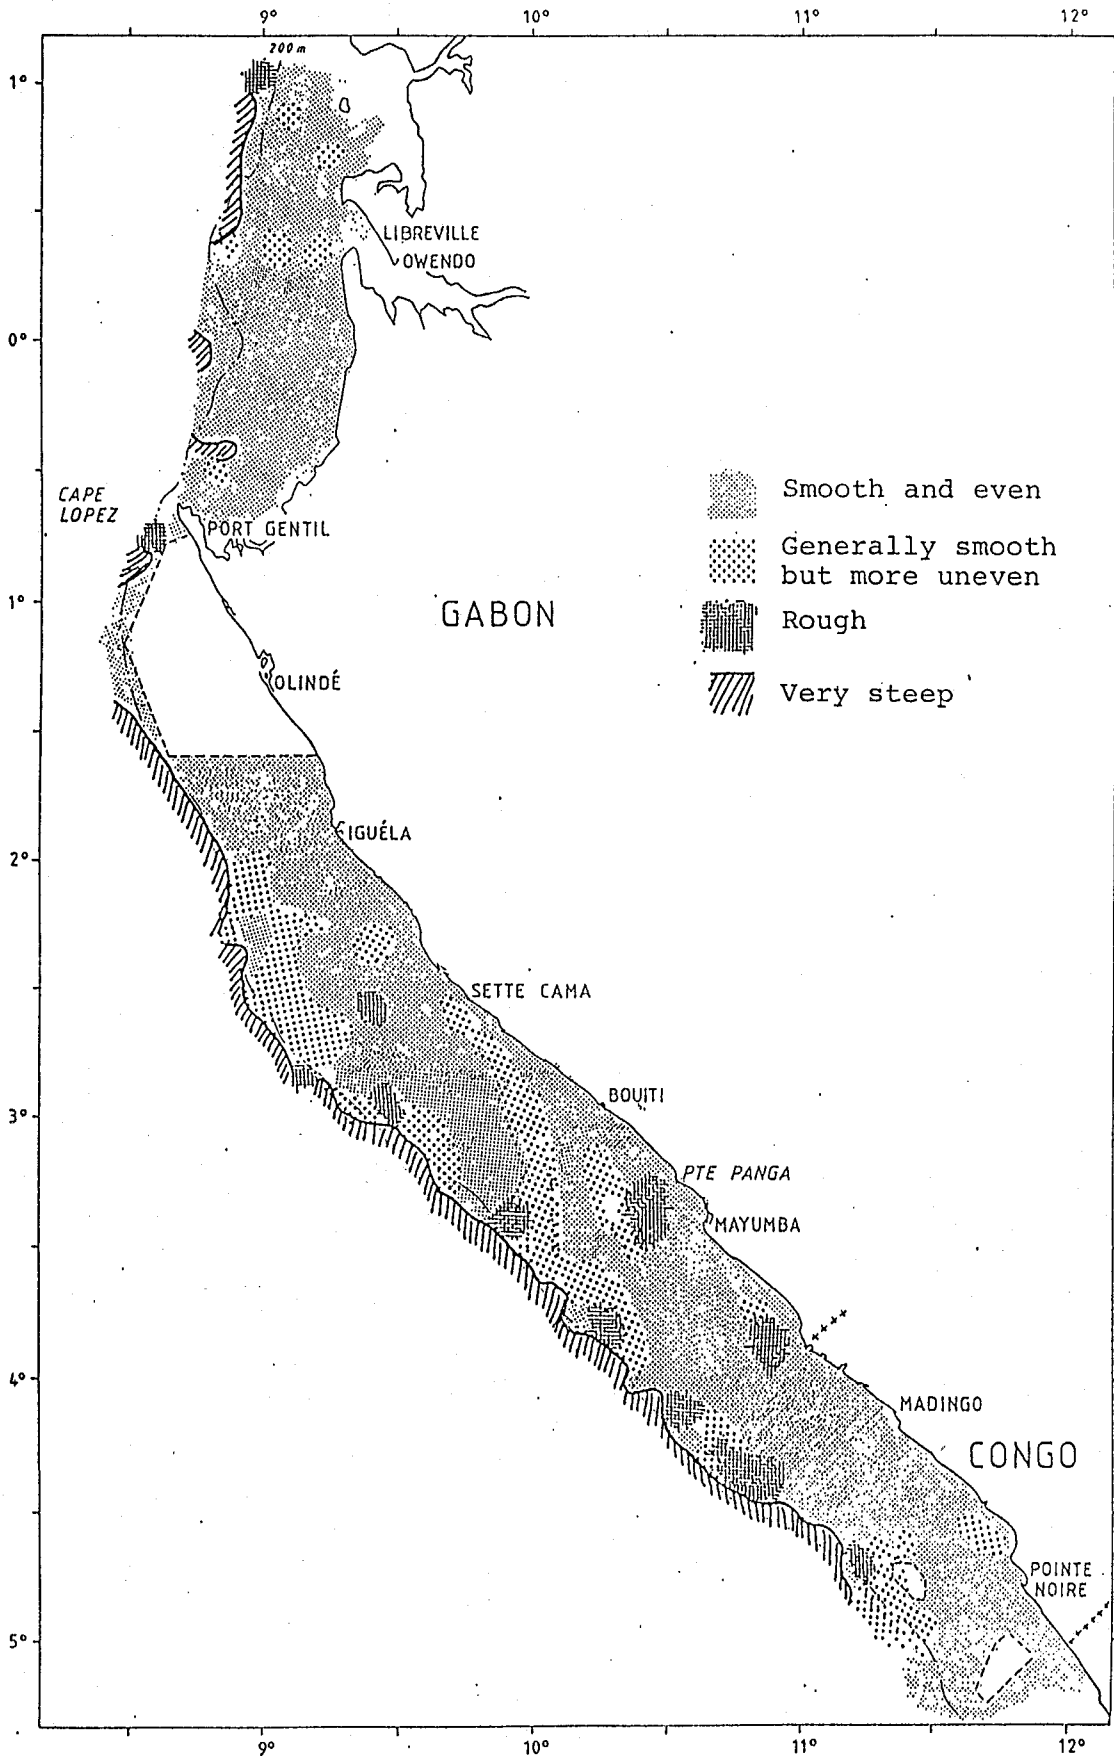 9°
10°
11°
12°
200 m
1°
LIBREVILLE
OWENDO
0°
CAPE
LOPEZ
PORT GENTIL
Smooth and even
Generally smooth
but more uneven
1°
GABON
Rough
OLINDÉ
Very steep
IGUÉLA
2°
SETTE CAMA
BOUITI
3°
PTE PANGA
MAYUMBA
4°
MADINGO
CONGO
POINTE
NOIRE
5°
9°
10°
11°
12°